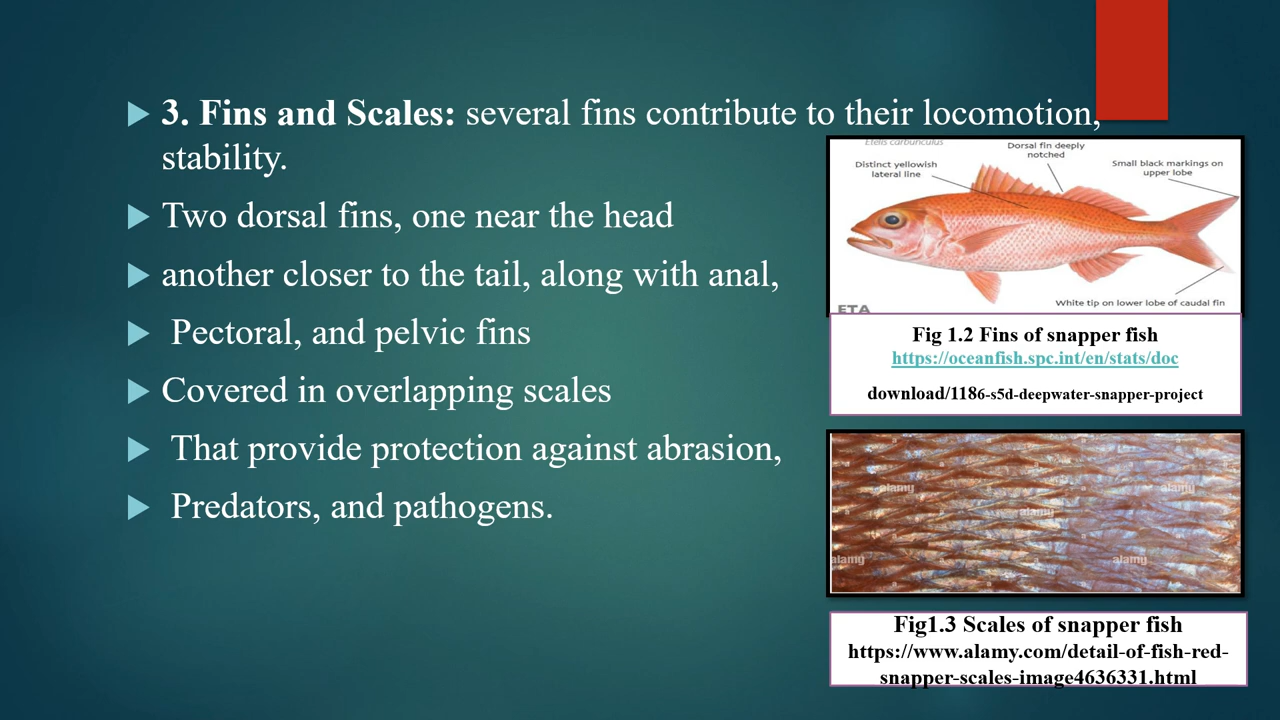 3. Fins and Scales: several fins contribute to their locomotion,
stability.
Two dorsal fins, one near the head
another closer to the tail, along with anal,
Pectoral, and pelvic fins
Covered in overlapping scales
That provide protection against abrasion,
Predators, and pathogens.
Etelis carbunculus
Dorsal fin deeply
notched
Distinct yellowish
lateral line
Small black markings on
upper lobe
White tip on lower lobe of caudal fin
ETA
Fig 1.2 Fins of snapper fish
https://oceanfish.spc.int/en/stats/doc
download/1186-s5d-deepwater-snapper-project
alamy
alamy
alamy
alamy
alamy
Fig1.3 Scales of snapper fish
https://www.alamy.com/detail-of-fish-red-
snapper-scales-image4636331.html